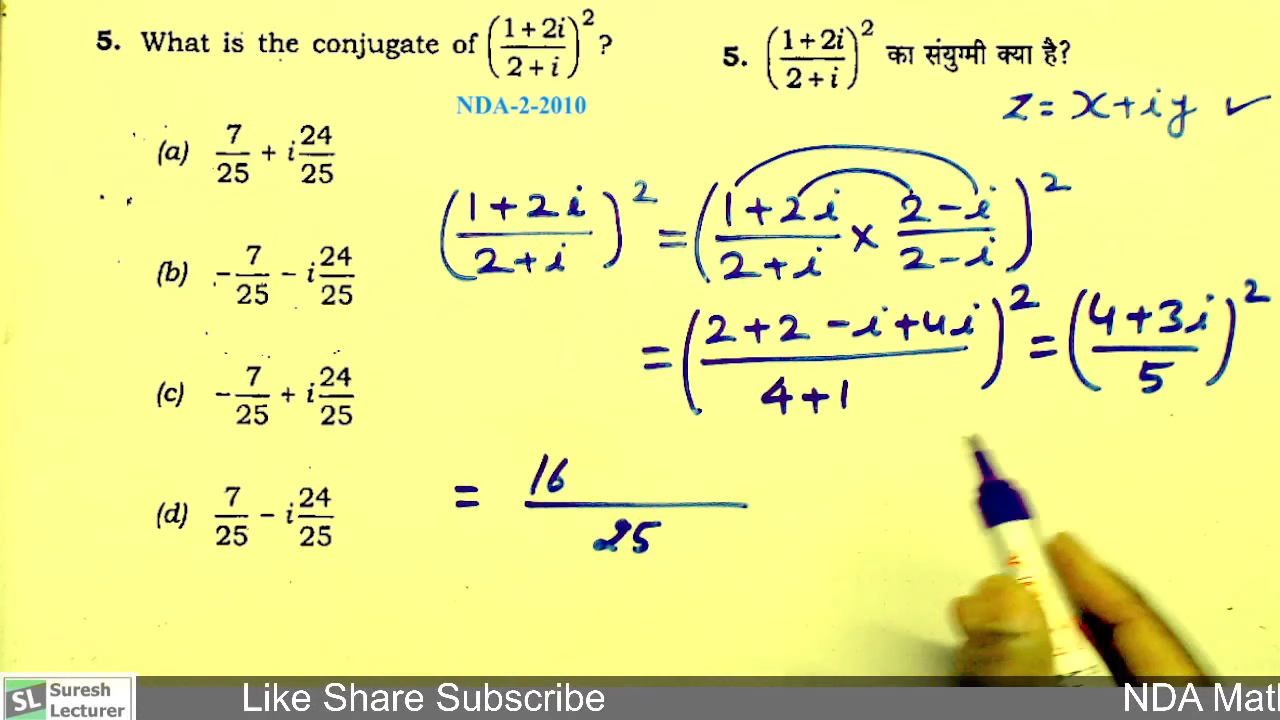 5. What is the conjugate of ((1+2i)/(2+i))²?
5. ((1+2i)/(2+i))² का संयुग्मी क्या है?
NDA-2-2010
z = x+iy ✓
(a) 7/25 + i 24/25
(b) -7/25 - i 24/25
(c) -7/25 + i 24/25
(d) 7/25 - i 24/25
((1+2i)/(2+i))² = ((1+2i)/(2+i) × (2-i)/(2-i))²
= ((2+2-i+4i)/(4+1))² = ((4+3i)/5)²
= 16/25
SL Suresh Lecturer
Like Share Subscribe
NDA Mat